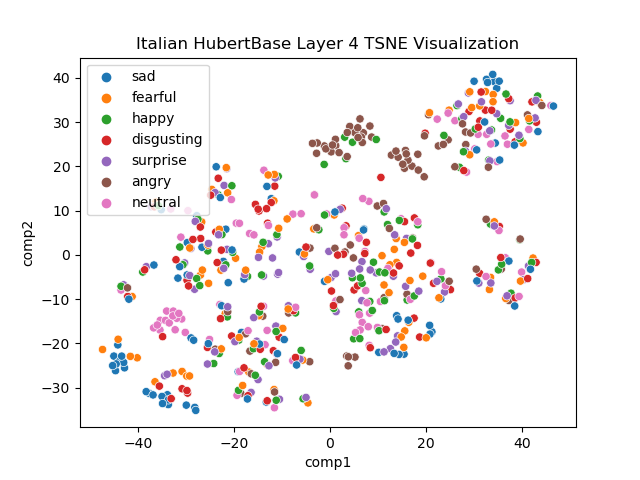 Italian HubertBase Layer 4 TSNE Visualization
sad
fearful
happy
disgusting
surprise
angry
neutral
comp2
40
30
20
10
0
−10
−20
−30
−40 −20 0 20 40
comp1